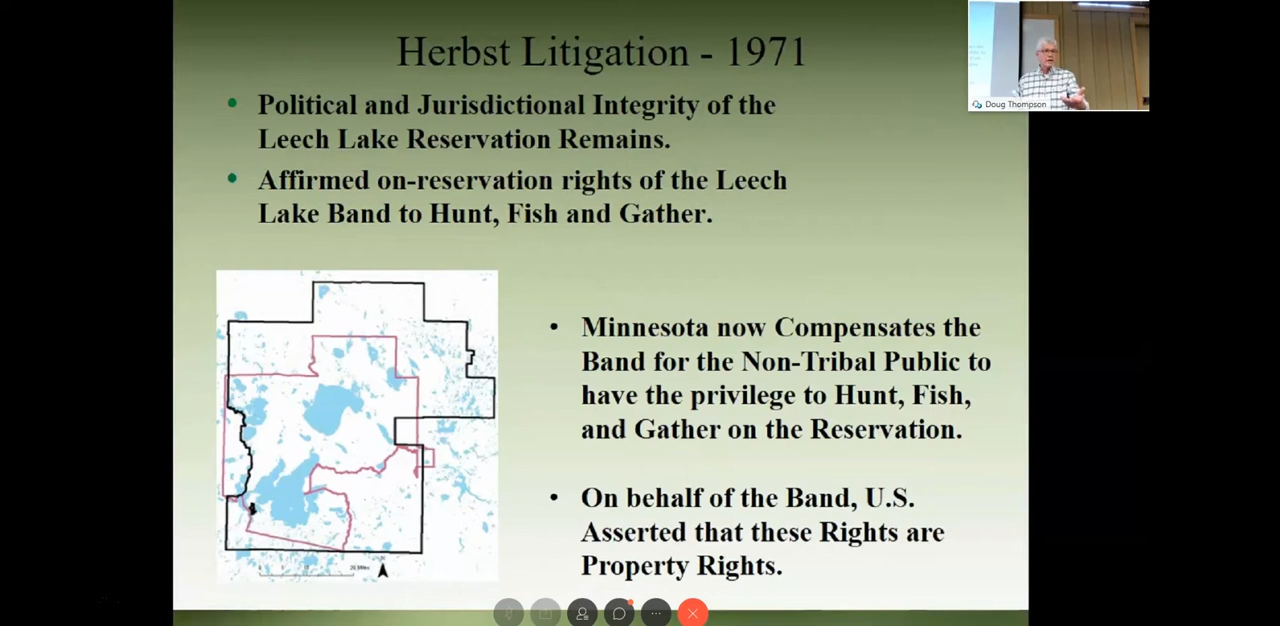 Herbst Litigation - 1971
Doug Thompson
• Political and Jurisdictional Integrity of the
Leech Lake Reservation Remains.
• Affirmed on-reservation rights of the Leech
Lake Band to Hunt, Fish and Gather.
• Minnesota now Compensates the
Band for the Non-Tribal Public to
have the privilege to Hunt, Fish,
and Gather on the Reservation.
• On behalf of the Band, U.S.
Asserted that these Rights are
Property Rights.